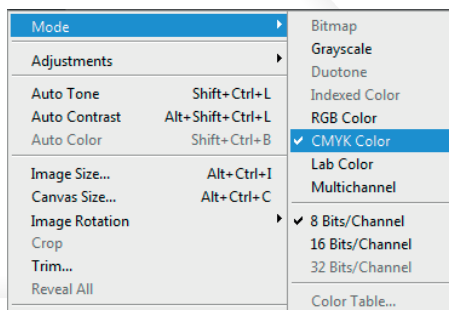 Mode
Adjustments
Auto Tone Shift+Ctrl+L
Auto Contrast Alt+Shift+Ctrl+L
Auto Color Shift+Ctrl+B
Image Size... Alt+Ctrl+I
Canvas Size... Alt+Ctrl+C
Image Rotation
Crop
Trim...
Reveal All
Bitmap
Grayscale
Duotone
Indexed Color
RGB Color
CMYK Color
Lab Color
Multichannel
8 Bits/Channel
16 Bits/Channel
32 Bits/Channel
Color Table...